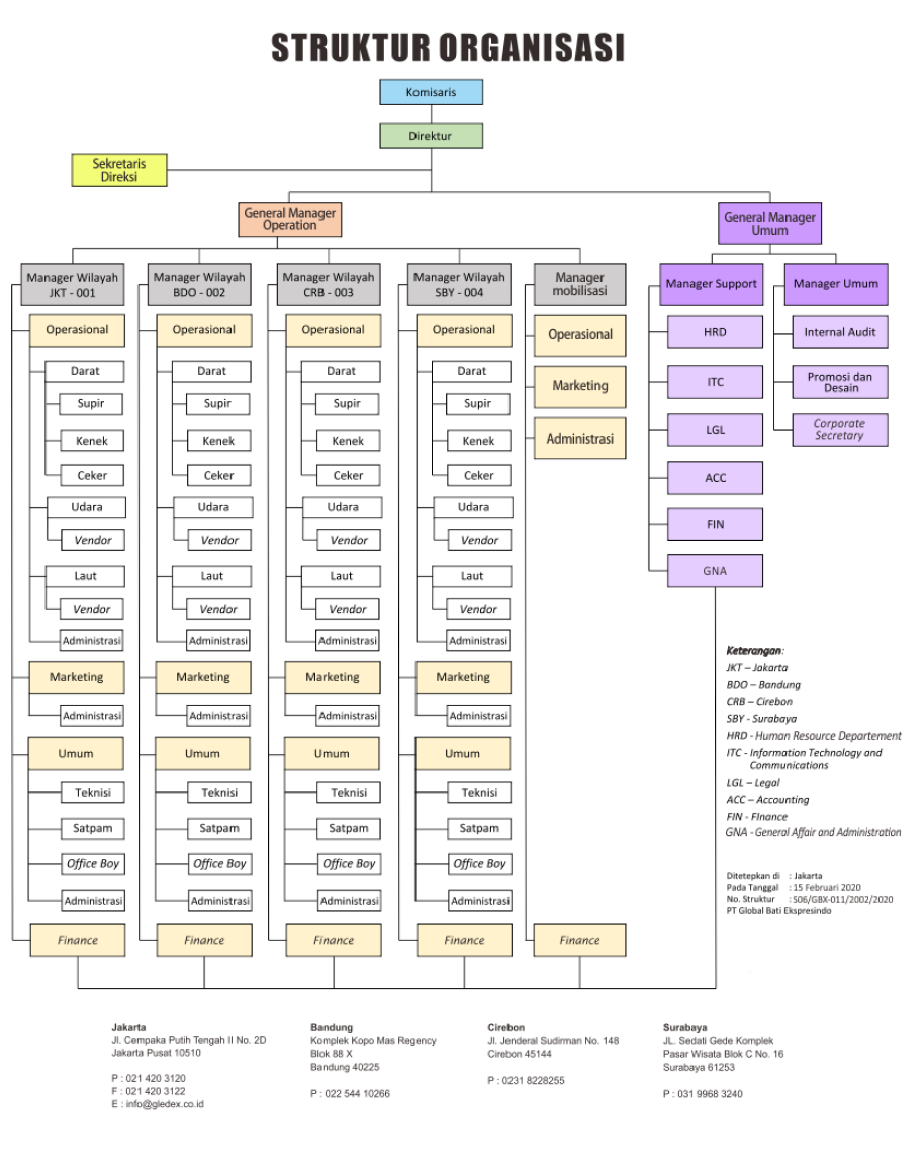 STRUKTUR ORGANISASI
Komisaris
Direktur
Sekretaris
Direksi
General Manager
Operation
General Manager
Umum
Manager Wilayah
JKT - 001
Manager Wilayah
BDO - 002
Manager Wilayah
CRB - 003
Manager Wilayah
SBY - 004
Manager
mobilisasi
Manager Support
Manager Umum
Operasional
Darat
Supir
Kenek
Ceker
Udara
Vendor
Laut
Vendor
Administrasi
Marketing
Administrasi
Umum
Teknisi
Satpam
Office Boy
Administrasi
Finance
Operasional
Darat
Supir
Kenek
Ceker
Udara
Vendor
Laut
Vendor
Administrasi
Marketing
Administrasi
Umum
Teknisi
Satpam
Office Boy
Administrasi
Finance
Operasional
Darat
Supir
Kenek
Ceker
Udara
Vendor
Laut
Vendor
Administrasi
Marketing
Administrasi
Umum
Teknisi
Satpam
Office Boy
Administrasi
Finance
Operasional
Darat
Supir
Kenek
Ceker
Udara
Vendor
Laut
Vendor
Administrasi
Marketing
Administrasi
Umum
Teknisi
Satpam
Office Boy
Administrasi
Finance
Operasional
Marketing
Administrasi
Finance
HRD
ITC
LGL
ACC
FIN
GNA
Internal Audit
Promosi dan
Desain
Corporate
Secretary
Keterangan:
JKT – Jakarta
BDO – Bandung
CRB – Cirebon
SBY - Surabaya
HRD - Human Resource Departement
ITC - Information Technology and
Communications
LGL – Legal
ACC – Accounting
FIN - FInance
GNA - General Affair and Administration
Ditetepkan di : Jakarta
Pada Tanggal : 15 Februari 2020
No. Struktur : S06/GBX-011/2002/2020
PT Global Bati Ekspresindo
Jakarta
Jl. Cempaka Putih Tengah II No. 2D
Jakarta Pusat 10510
P : 021 420 3120
F : 021 420 3122
E : info@gledex.co.id
Bandung
Komplek Kopo Mas Regency
Blok 88 X
Bandung 40225
P : 022 544 10266
Cirebon
Jl. Jenderal Sudirman No. 148
Cirebon 45144
P : 0231 8228255
Surabaya
JL. Sedati Gede Komplek
Pasar Wisata Blok C No. 16
Surabaya 61253
P : 031 9968 3240